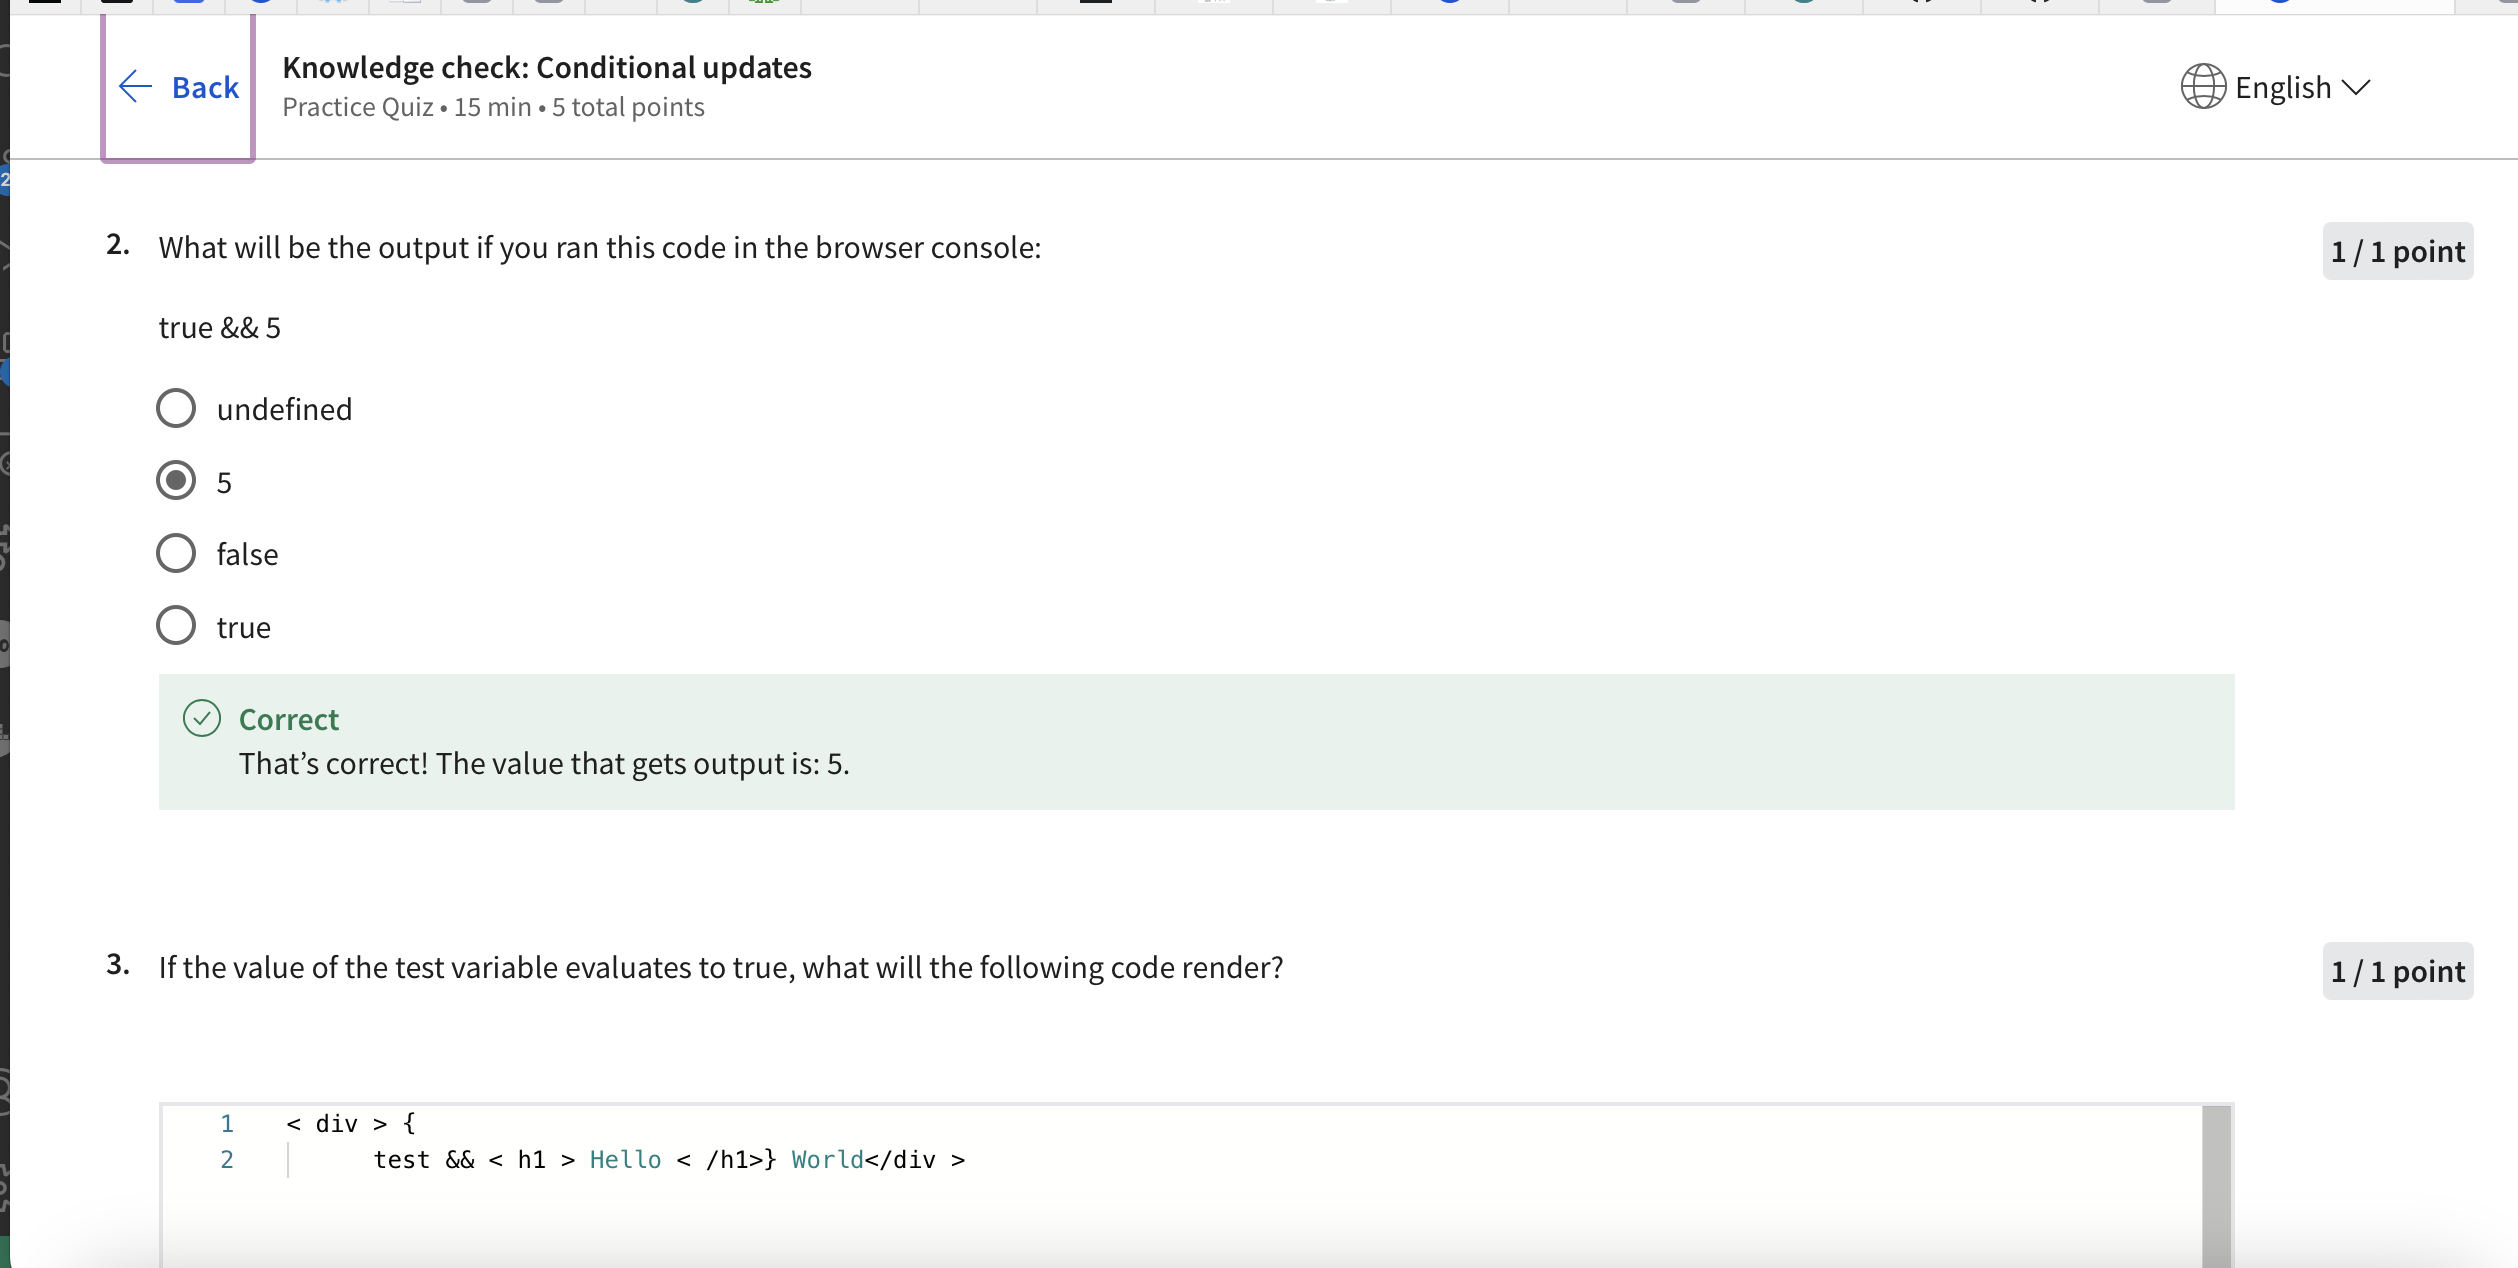 Back
Knowledge check: Conditional updates
Practice Quiz • 15 min • 5 total points
English
2. What will be the output if you ran this code in the browser console:
1 / 1 point
true && 5
undefined
5
false
true
Correct
That’s correct! The value that gets output is: 5.
3. If the value of the test variable evaluates to true, what will the following code render?
1 / 1 point
1 < div > {
2 test && < h1 > Hello < /h1>} World</div >